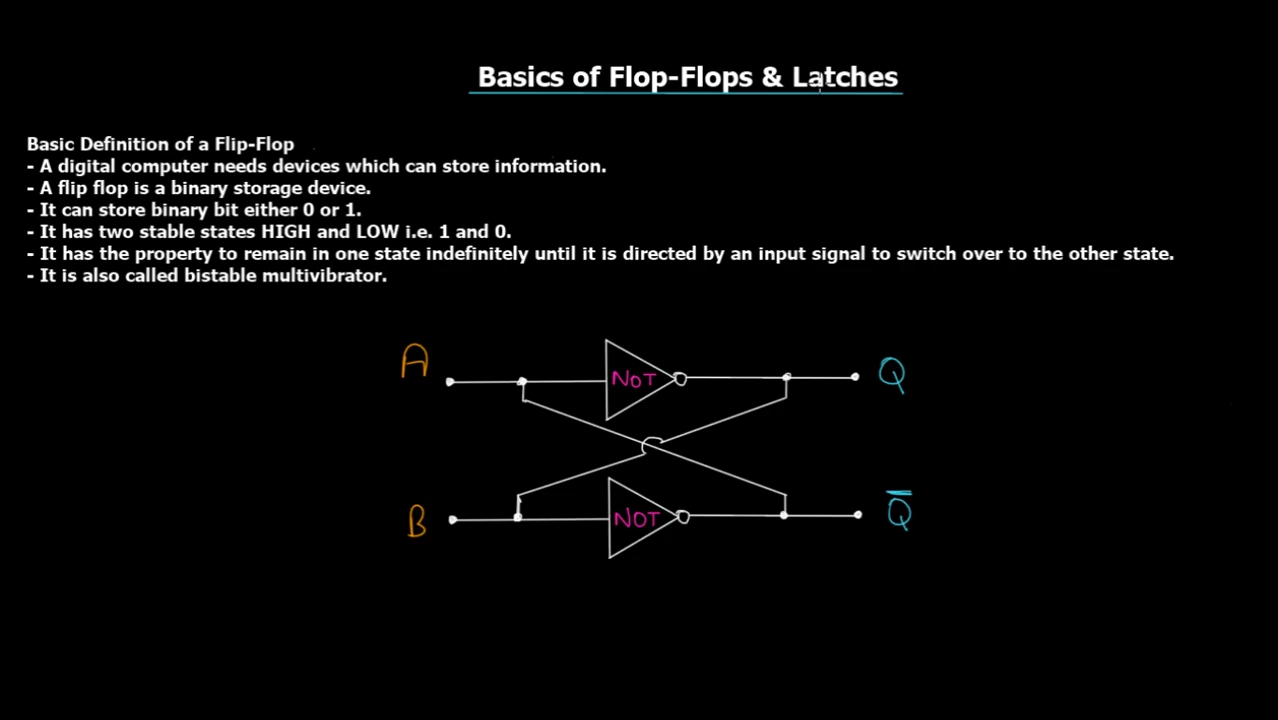 Basics of Flop-Flops & Latches
Basic Definition of a Flip-Flop
- A digital computer needs devices which can store information.
- A flip flop is a binary storage device.
- It can store binary bit either 0 or 1.
- It has two stable states HIGH and LOW i.e. 1 and 0.
- It has the property to remain in one state indefinitely until it is directed by an input signal to switch over to the other state.
- It is also called bistable multivibrator.
A NOT Q
B NOT Q̅